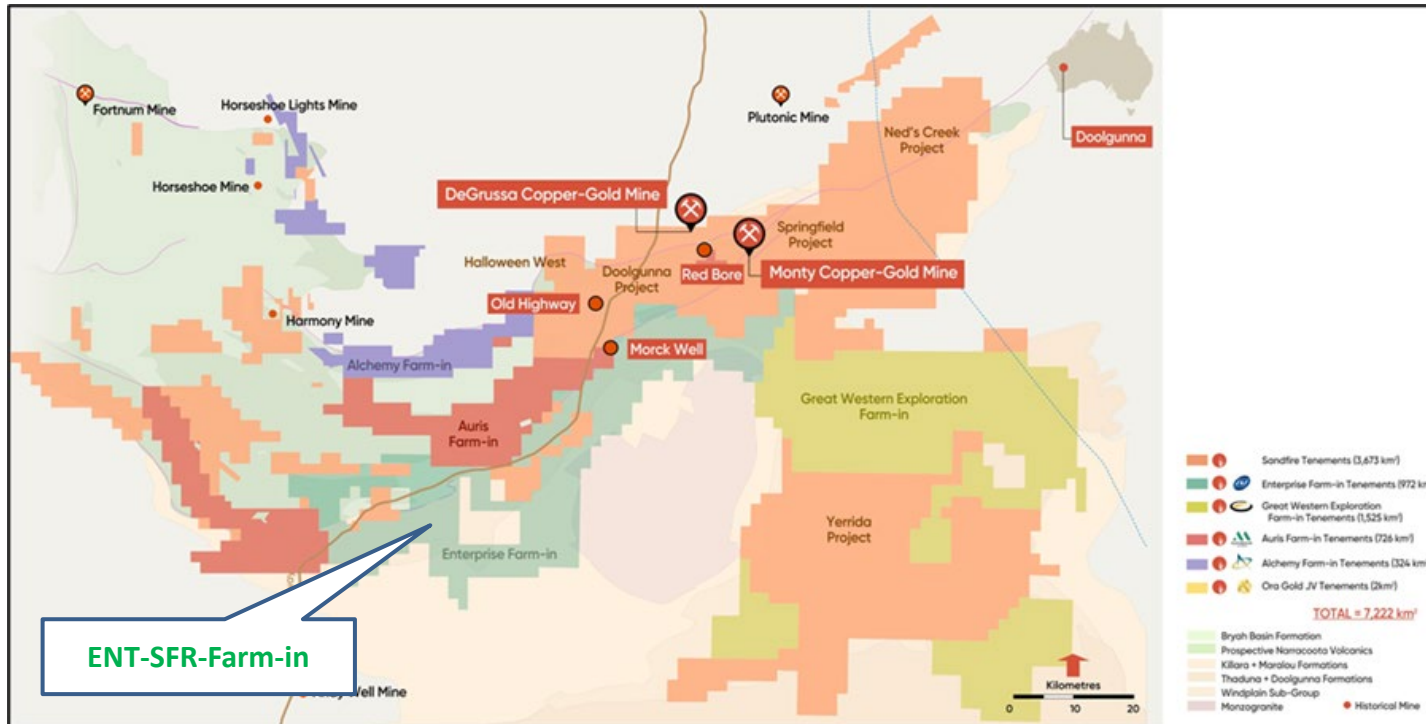 Fortnum Mine
Horseshoe Lights Mine
Plutonic Mine
Ned's Creek
Project
Doolgunna
Horseshoe Mine
DeGrussa Copper-Gold Mine
Springfield
Project
Halloween West
Doolgunna
Project
Red Bore
Monty Copper-Gold Mine
Old Highway
Harmony Mine
Morck Well
Alchemy Farm-in
Great Western Exploration
Farm-in
Auris
Farm-in
Yerrida
Project
Enterprise Farm-in
ENT-SFR-Farm-in
Well Mine
Kilometres
0 10 20
Sandfire Tenements (3,673 km²)
Enterprise Farm-in Tenements (972 k
Great Western Exploration
Farm-in Tenements (1,525 km²)
Auris Farm-in Tenements (726 km²)
Alchemy Farm-in Tenements (324 km
Ora Gold JV Tenements (2km²)
TOTAL = 7,222 km²
Bryah Basin Formation
Prospective Narracoota Volcanics
Killara + Maralou Formations
Thaduna + Doolgunna Formations
Windplain Sub-Group
Monzogranite
Historical Mine